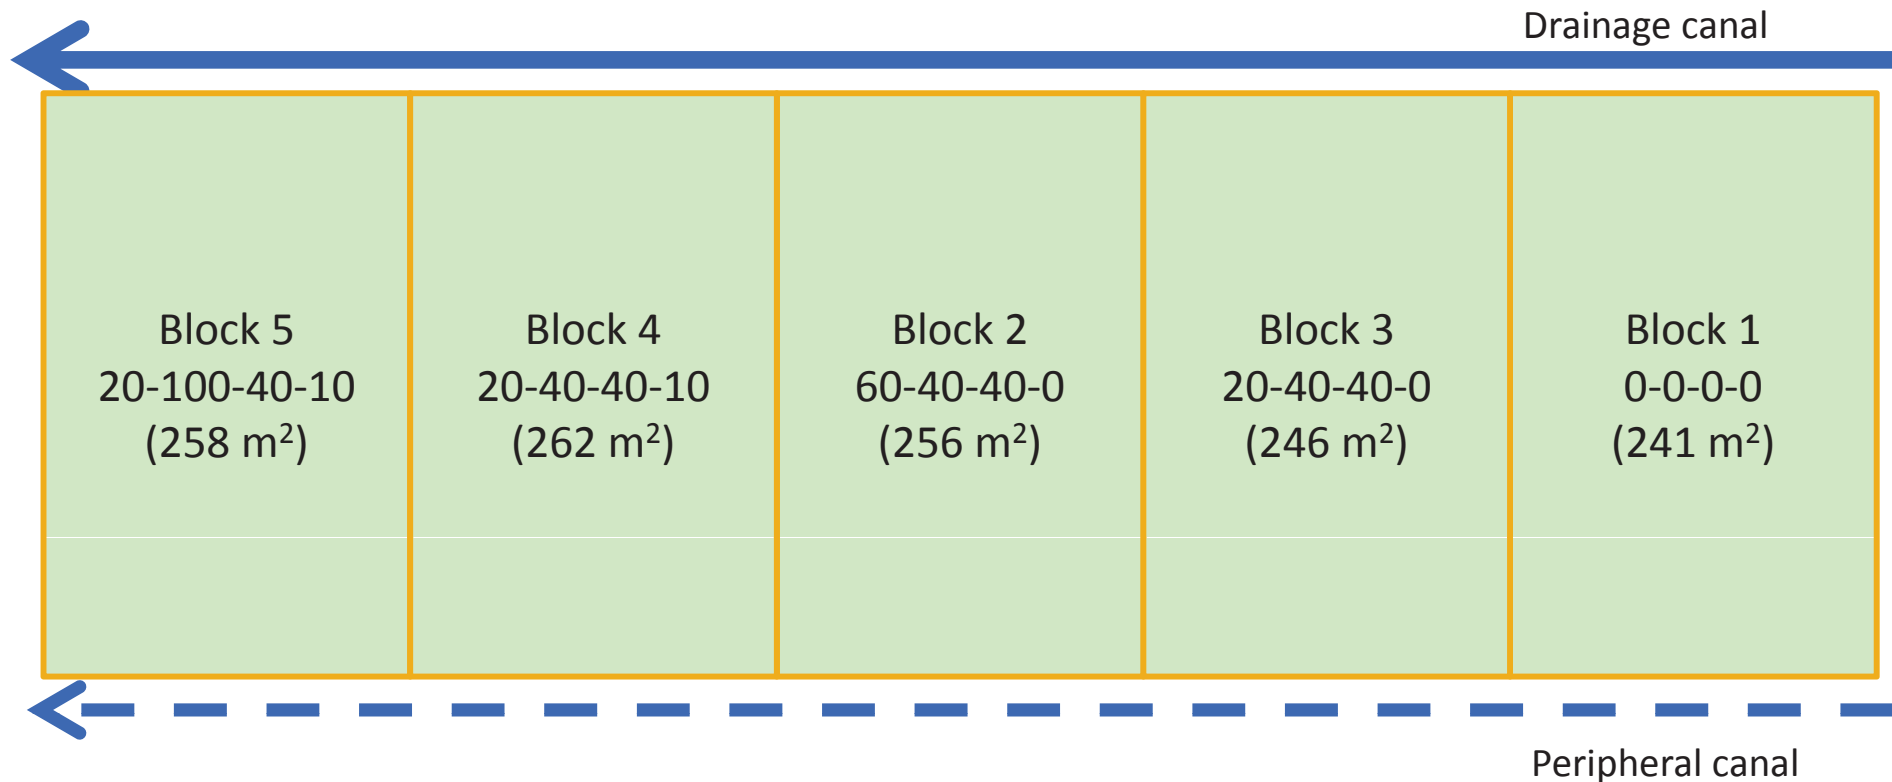 Drainage canal
Block 5
20-100-40-10
(258 m²)
Block 4
20-40-40-10
(262 m²)
Block 2
60-40-40-0
(256 m²)
Block 3
20-40-40-0
(246 m²)
Block 1
0-0-0-0
(241 m²)
Peripheral canal